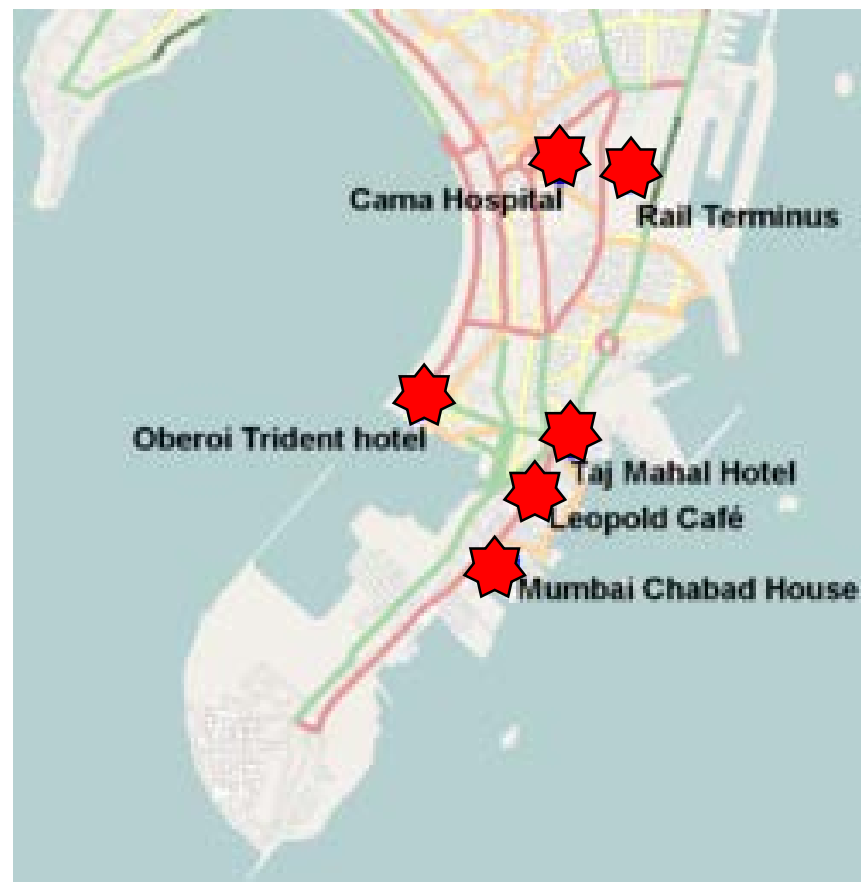 Cama Hospital
Rail Terminus
Oberoi Trident hotel
Taj Mahal Hotel
Leopold Café
Mumbai Chabad House